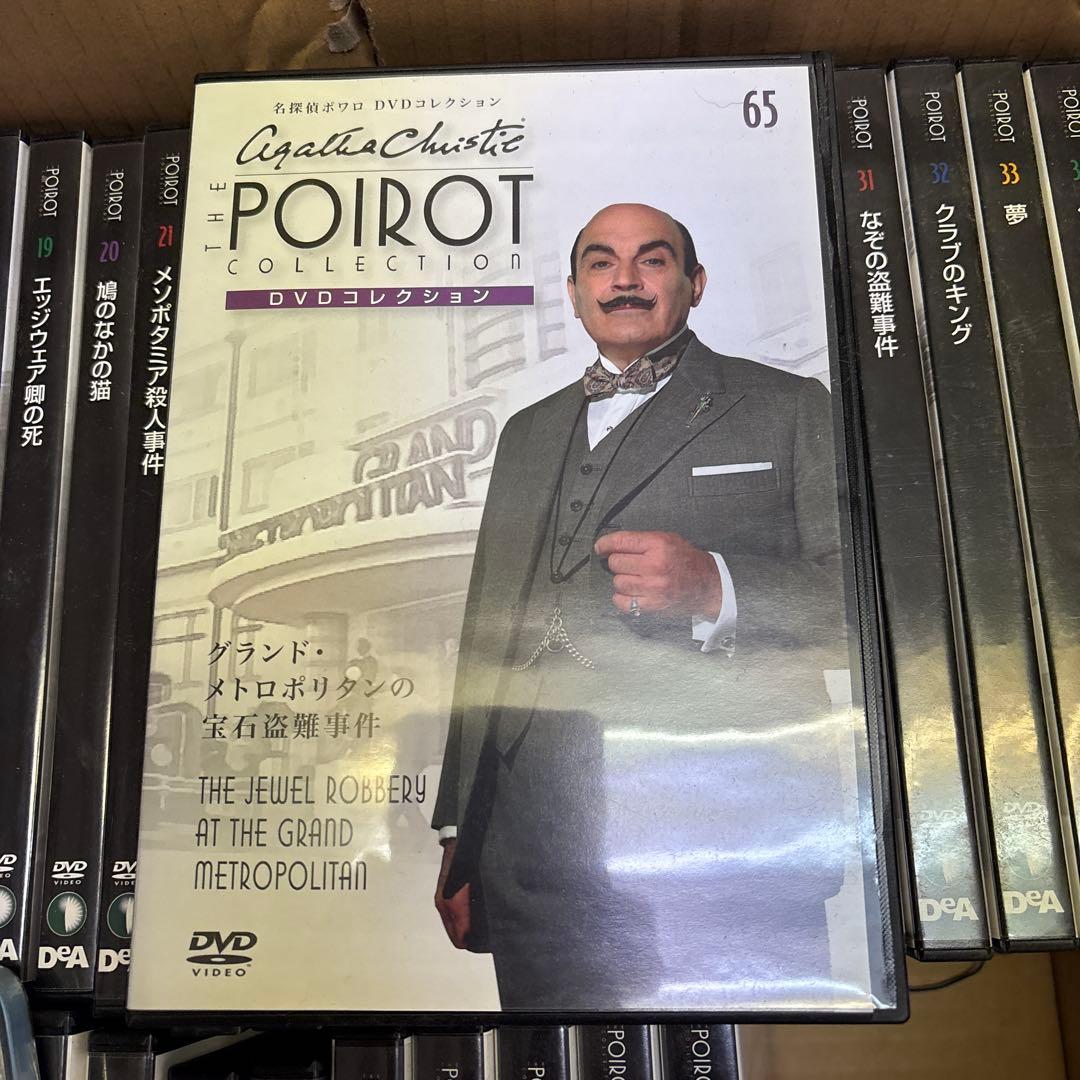 名探偵ポワロ DVDコレクション
65
Agatha Christie
THE
POIROT
COLLECTION
DVDコレクション
GRAND
METROPOLITAN
グランド・
メトロポリタンの
宝石盗難事件
THE JEWEL ROBBERY
AT THE GRAND
METROPOLITAN
DVD
VIDEO
POIROT
19
エッジウェア卿の死
DVD
VIDEO
DeA
POIROT
20
鳩のなかの猫
POIROT
21
メソポタミア殺人事件
POIROT
31
なぞの盗難事件
POIROT
32
クラブのキング
DVD
DeA
POIROT
33
夢
DVD
DeA
POIROT